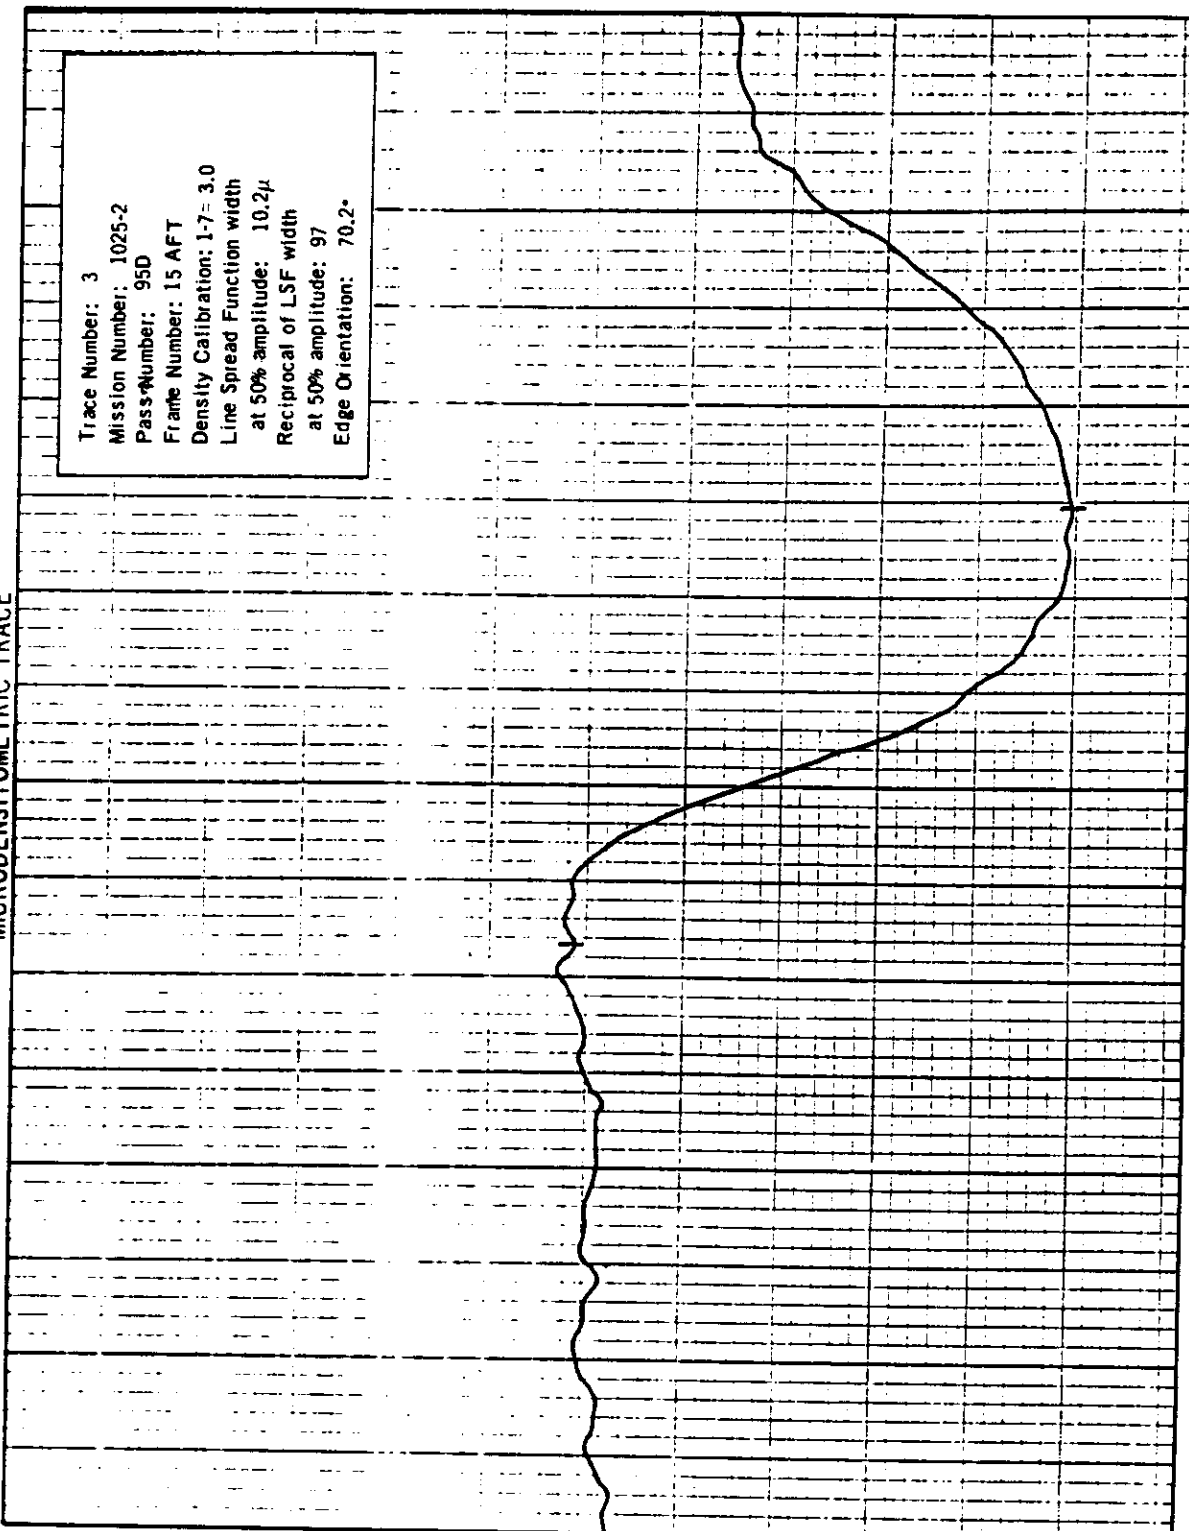 MICRODENSITOMETRIC TRACE
Trace Number: 3
Mission Number: 1025-2
Pass Number: 95D
Frame Number: 15 AFT
Density Calibration: 1-7= 3.0
Line Spread Function width
at 50% amplitude: 10.2μ
Reciprocal of LSF width
at 50% amplitude: 97
Edge Orientation: 70.2°